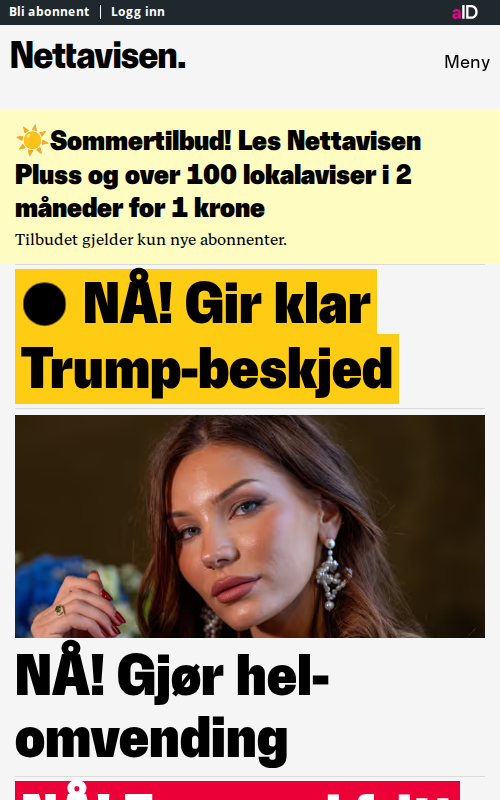 Bli abonnent | Logg inn
aID
Nettavisen.
Meny
☀️Sommertilbud! Les Nettavisen
Pluss og over 100 lokalaviser i 2
måneder for 1 krone
Tilbudet gjelder kun nye abonnenter.
NÅ! Gir klar
Trump-beskjed
NÅ! Gjør hel-
omvending
NÅ!